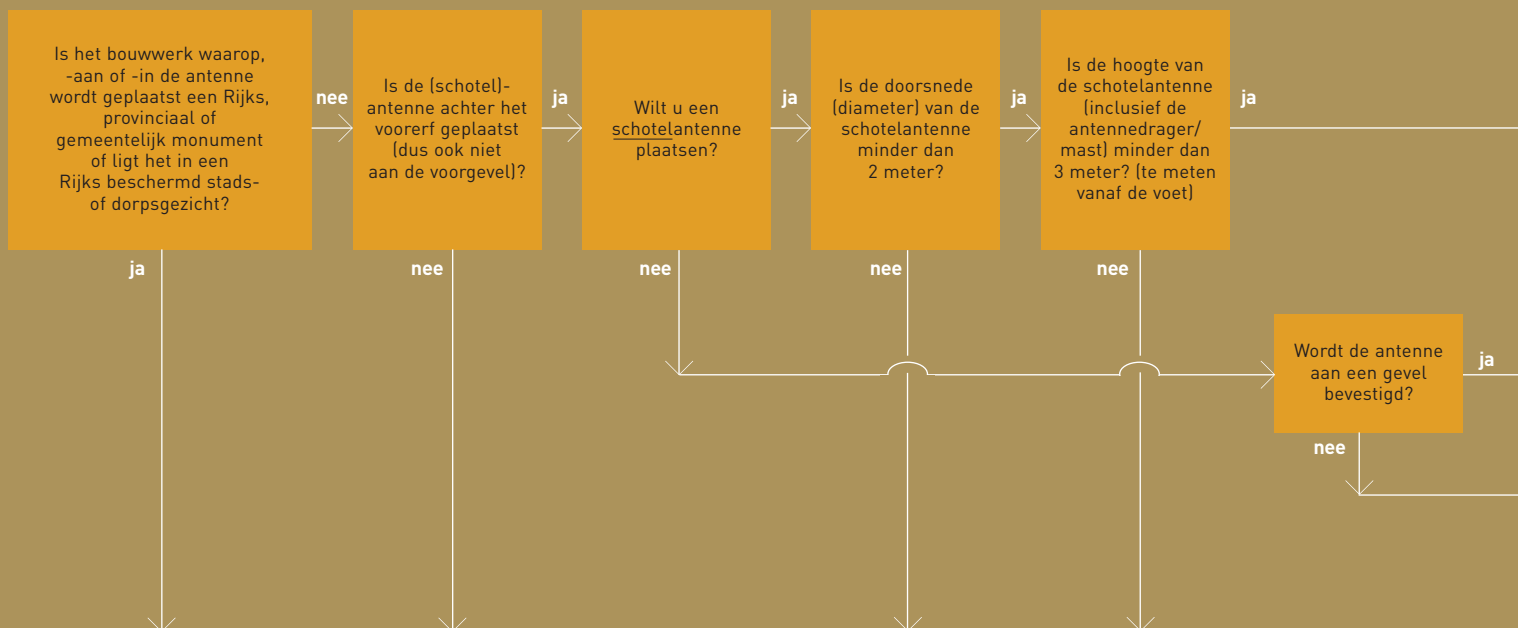 Is het bouwwerk waarop,
-aan of -in de antenne
wordt geplaatst een Rijks,
provinciaal of
gemeentelijk monument
of ligt het in een
Rijks beschermd stads-
of dorpsgezicht?
nee
ja
Is de (schotel)-
antenne achter het
voorerf geplaatst
(dus ook niet
aan de voorgevel)?
ja
nee
Wilt u een
schotelantenne
plaatsen?
ja
nee
Is de doorsnede
(diameter) van de
schotelantenne
minder dan
2 meter?
ja
nee
Is de hoogte van
de schotelantenne
(inclusief de
antennedrager/
mast) minder dan
3 meter? (te meten
vanaf de voet)
ja
nee
Wordt de antenne
aan een gevel
bevestigd?
ja
nee